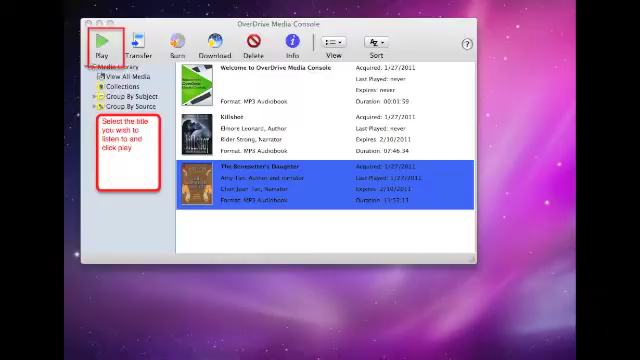 OverDrive Media Console
Play
Transfer
Burn
Download
Delete
Info
View
A
Z
Sort
?
Media Library
View All Media
Collections
Group By Subject
Group By Source
Select the title
you wish to
listen to and
click play
Welcome to OverDrive Media Console
Format: MP3 Audiobook
Acquired: 1/27/2011
Last Played: never
Expires: never
Duration: 00:01:59
Killshot
Elmore Leonard, Author
Rider Strong, Narrator
Format: MP3 Audiobook
Acquired: 1/27/2011
Last Played: never
Expires: 2/10/2011
Duration: 07:46:34
The Bonesetter's Daughter
Amy Tan, Author and narrator
Joan Tan, Narrator
Format: MP3 Audiobook
Acquired: 1/27/2011
Last Played: 1/27/2011
Expires: 2/10/2011
Duration: